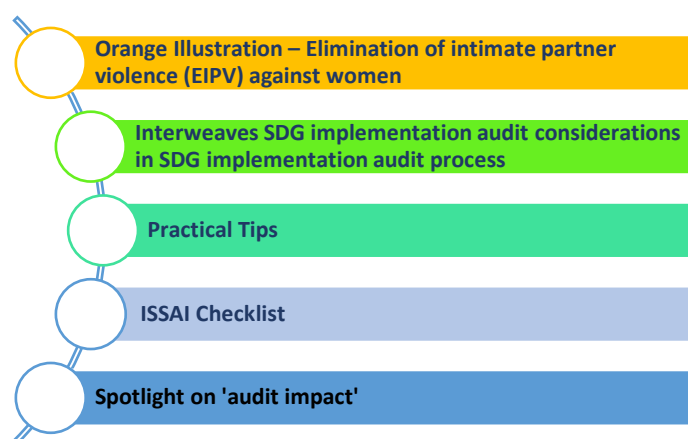 Orange Illustration – Elimination of intimate partner
violence (EIPV) against women
Interweaves SDG implementation audit considerations
in SDG implementation audit process
Practical Tips
ISSAI Checklist
Spotlight on 'audit impact'